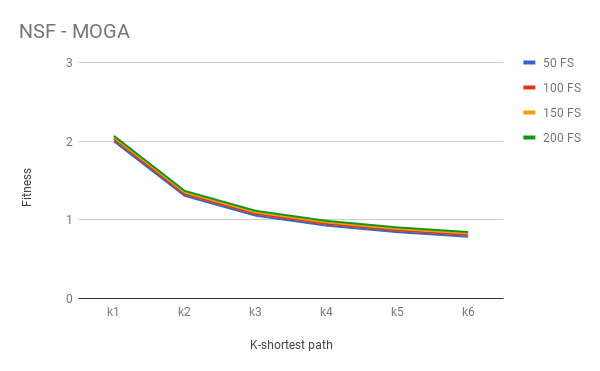 NSF - MOGA
3
2
1
0
Fitness
k1 k2 k3 k4 k5 k6
K-shortest path
50 FS
100 FS
150 FS
200 FS